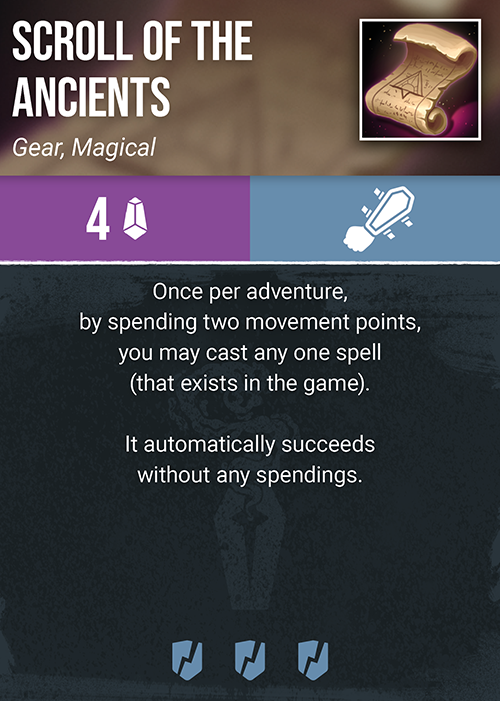 SCROLL OF THE
ANCIENTS
Gear, Magical
4
Once per adventure,
by spending two movement points,
you may cast any one spell
(that exists in the game).
It automatically succeeds
without any spendings.